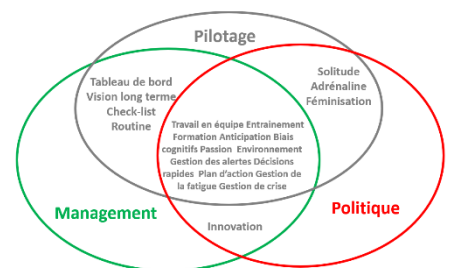 Pilotage
Tableau de bord
Vision long terme
Check-list
Routine
Solitude
Adrénaline
Féminisation
Travail en équipe Entrainement
Formation Anticipation Biais
cognitifs Passion Environnement
Gestion des alertes Décisions
rapides Plan d'action Gestion de
la fatigue Gestion de crise
Management
Politique
Innovation